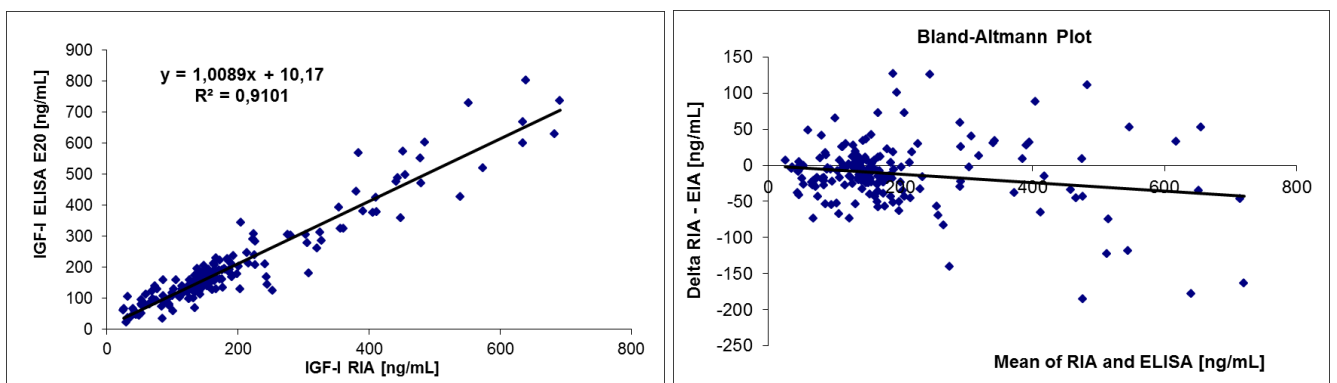 900
800
700
600
500
400
300
200
100
0
IGF-I ELISA E20 [ng/mL]
y = 1,0089x + 10,17
R² = 0,9101
0 200 400 600 800
IGF-I RIA [ng/mL]
Bland-Altmann Plot
150
100
50
0
-50
-100
-150
-200
-250
Delta RIA - EIA [ng/mL]
0 200 400 600 800
Mean of RIA and ELISA [ng/mL]